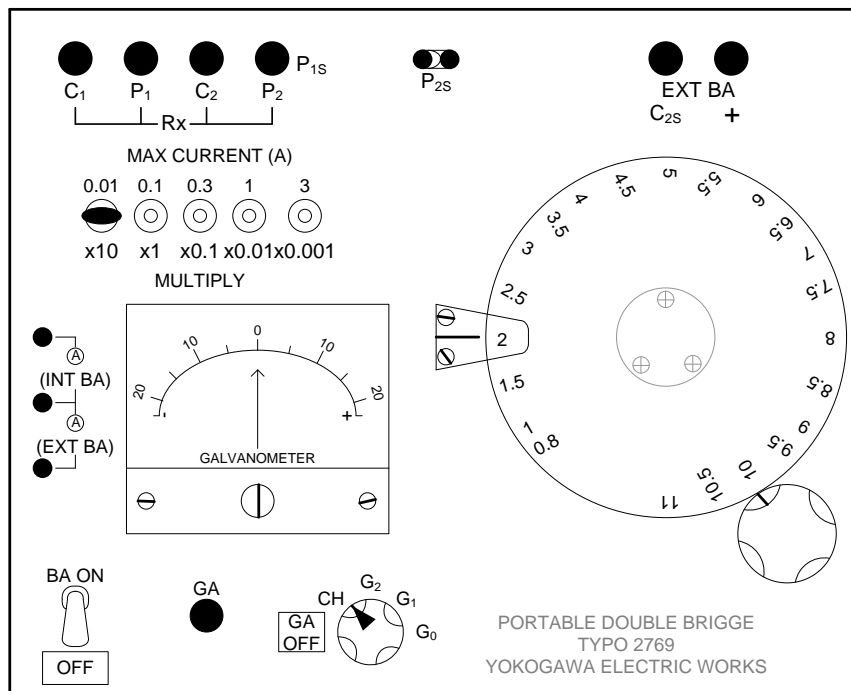 C₁ P₁ C₂ P₂ P₁S
Rx
P₂S
EXT BA
C₂S +
MAX CURRENT (A)
0.01 0.1 0.3 1 3
x10 x1 x0.1 x0.01 x0.001
MULTIPLY
A
(INT BA)
A
(EXT BA)
20 10 0 10 20
- +
GALVANOMETER
0.8 1 1.5 2 2.5 3 3.5 4 4.5 5 5.5 6 6.5 7 7.5 8 8.5 9 9.5 10 10.5 11
BA ON
OFF
GA
GA
OFF
CH G₂ G₁ G₀
PORTABLE DOUBLE BRIGGE
TYPO 2769
YOKOGAWA ELECTRIC WORKS